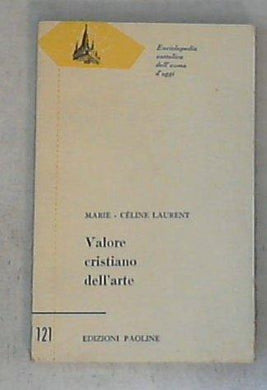 Enciclopedia
cattolica
dell'uomo
d'oggi
MARIE - CÉLINE LAURENT
Valore
cristiano
dell'arte
121
EDIZIONI PAOLINE